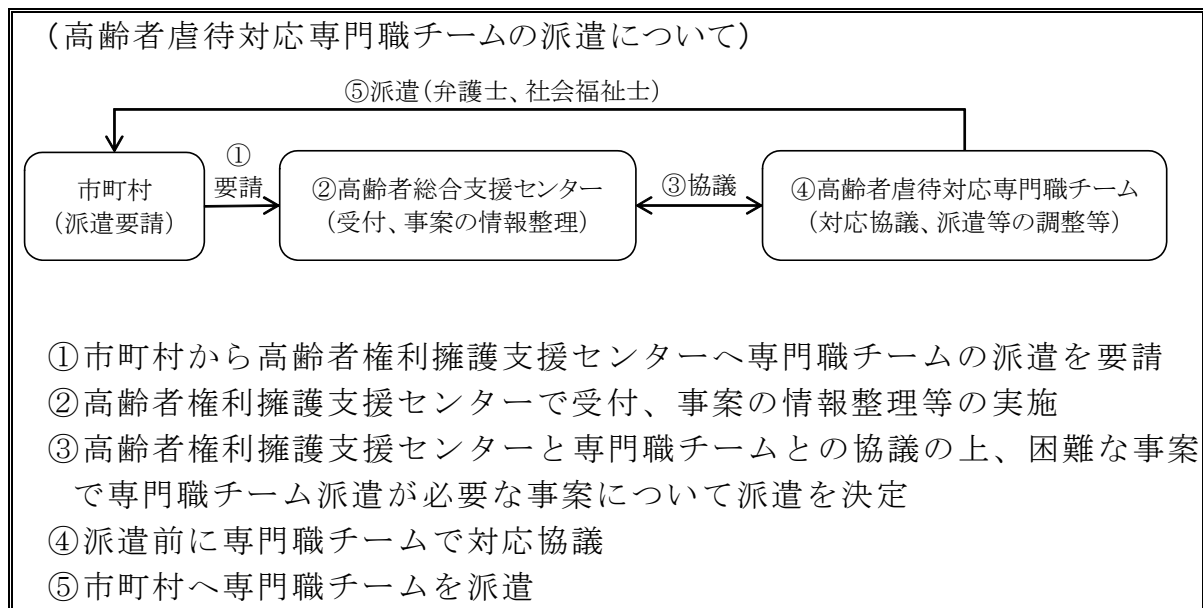 （高齢者虐待対応専門職チームの派遣について）
⑤派遣（弁護士、社会福祉士）
市町村
（派遣要請）
①
要請
②高齢者総合支援センター
（受付、事案の情報整理）
③協議
④高齢者虐待対応専門職チーム
（対応協議、派遣等の調整等）
①市町村から高齢者権利擁護支援センターへ専門職チームの派遣を要請
②高齢者権利擁護支援センターで受付、事案の情報整理等の実施
③高齢者権利擁護支援センターと専門職チームとの協議の上、困難な事案
で専門職チーム派遣が必要な事案について派遣を決定
④派遣前に専門職チームで対応協議
⑤市町村へ専門職チームを派遣